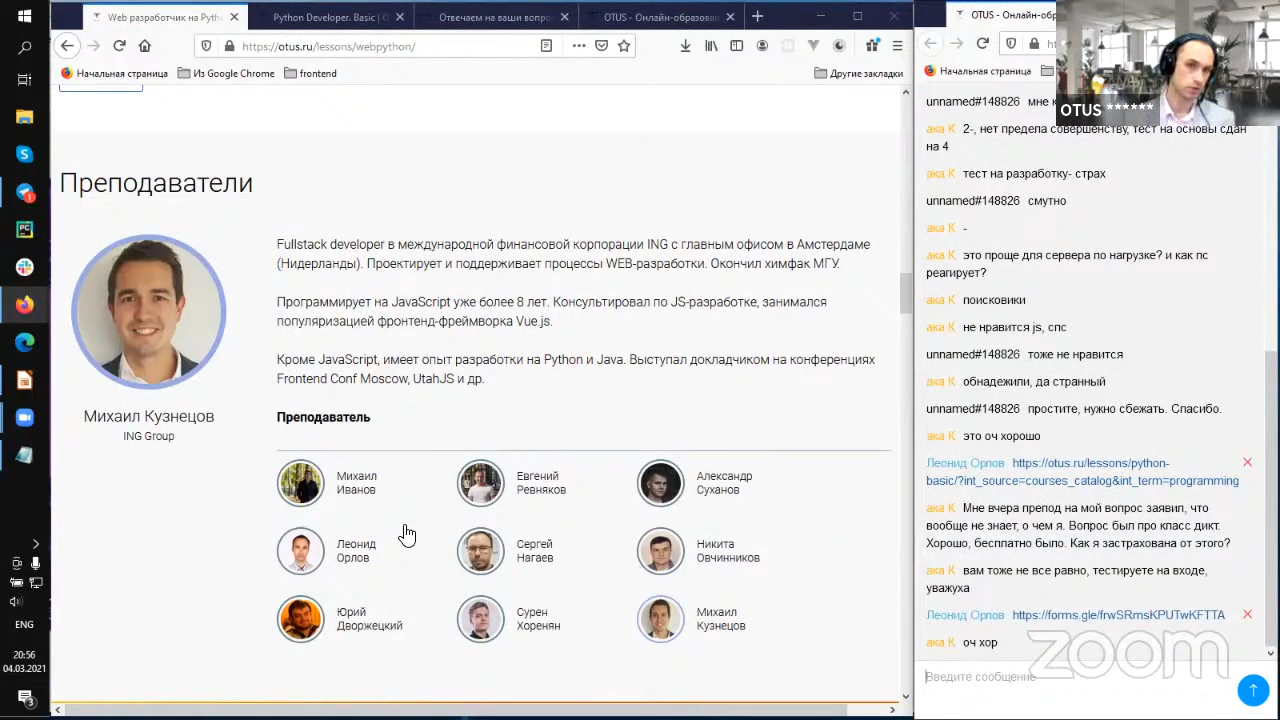 Web разработчик на Pyth
Python Developer. Basic | O
Отвечаем на ваши вопро
OTUS - Онлайн-образова
OTUS - Онлайн-обр
https://otus.ru/lessons/webpython/
Начальная страница
Из Google Chrome
frontend
Другие закладки
Начальная страница
Преподаватели
Михаил Кузнецов
ING Group
Fullstack developer в международной финансовой корпорации ING с главным офисом в Амстердаме
(Нидерланды). Проектирует и поддерживает процессы WEB-разработки. Окончил химфак МГУ.
Программирует на JavaScript уже более 8 лет. Консультировал по JS-разработке, занимался
популяризацией фронтенд-фреймворка Vue.js.
Кроме JavaScript, имеет опыт разработки на Python и Java. Выступал докладчиком на конференциях
Frontend Conf Moscow, UtahJS и др.
Преподаватель
Михаил
Иванов
Евгений
Ревняков
Александр
Суханов
Леонид
Орлов
Сергей
Нагаев
Никита
Овчинников
Юрий
Дворжецкий
Сурен
Хоренян
Михаил
Кузнецов
OTUS ******
unnamed#148826 мне
ака К 2-, нет предела совершенству, тест на основы сдан
на 4
ака К тест на разработку- страх
unnamed#148826 смутно
ака К -
ака К это проще для сервера по нагрузке? и как пс
реагирует?
ака К поисковики
ака К не нравится js, спс
unnamed#148826 тоже не нравится
ака К обнадежипи, да странный
unnamed#148826 простите, нужно сбежать. Спасибо.
ака К это оч хорошо
Леонид Орлов https://otus.ru/lessons/python-
basic/?int_source=courses_catalog&int_term=programming
ака К Мне вчера препод на мой вопрос заявил, что
вообще не знает, о чем я. Вопрос был про класс дикт.
Хорошо, бесплатно было. Как я застрахована от этого?
ака К вам тоже не все равно, тестируете на входе,
уважуха
Леонид Орлов https://forms.gle/frwSRmsKPUTwKFTTA
ака К оч хор
Введите сообщение
zoom
ENG
20:56
04.03.2021
3